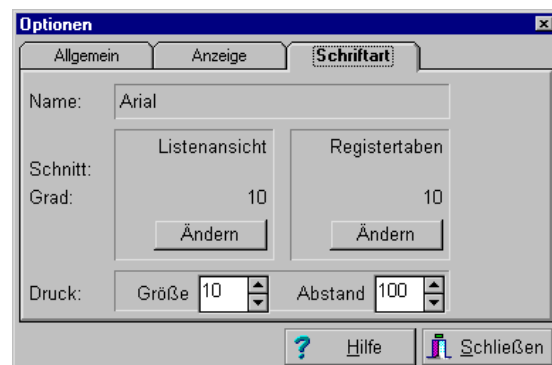 Optionen
Allgemein Anzeige Schriftart
Name: Arial
Listenansicht Registertaben
Schnitt:
Grad: 10 10
Ändern Ändern
Druck: Größe 10 Abstand 100
? Hilfe Schließen